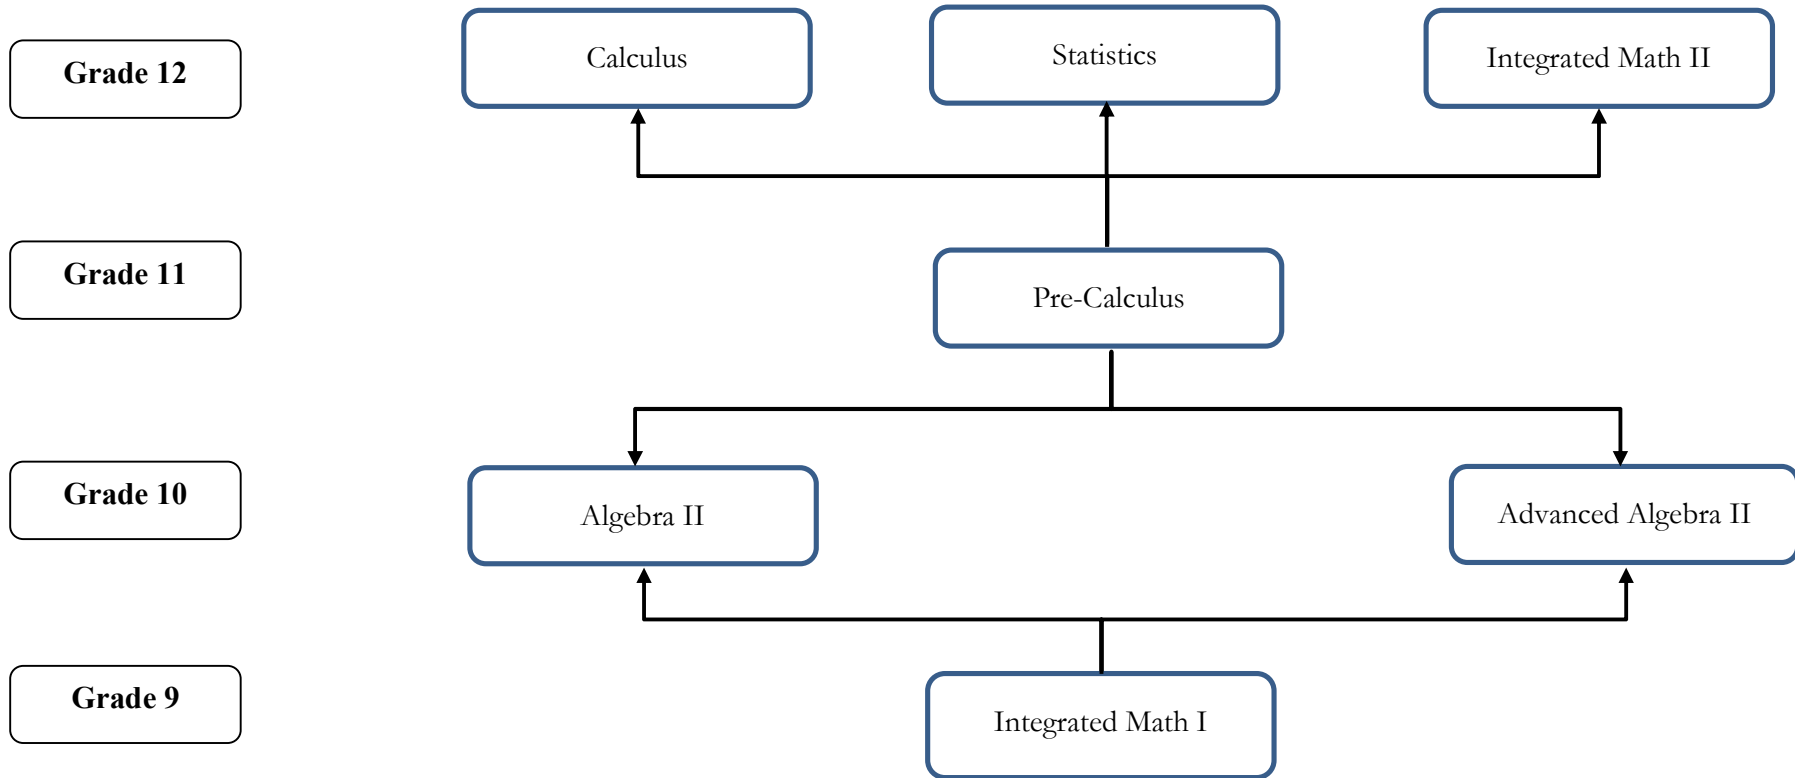 Grade 12
Calculus
Statistics
Integrated Math II
Grade 11
Pre-Calculus
Grade 10
Algebra II
Advanced Algebra II
Grade 9
Integrated Math I